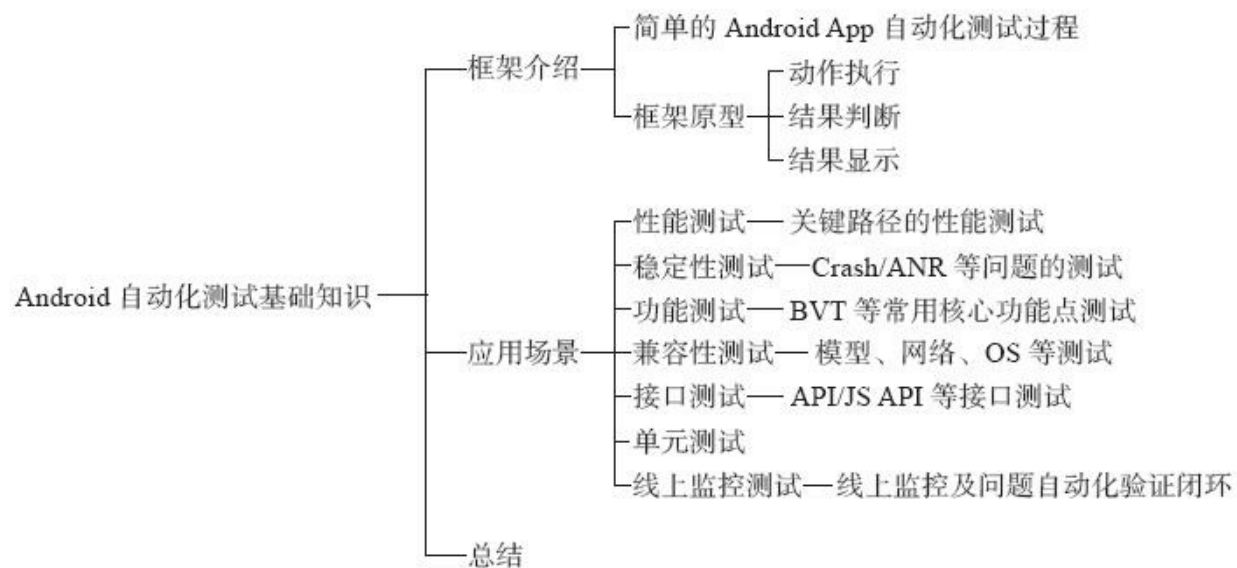 简单的 Android App 自动化测试过程
框架介绍
动作执行
框架原型
结果判断
结果显示
性能测试
关键路径的性能测试
稳定性测试
Crash/ANR 等问题的测试
Android 自动化测试基础知识
功能测试
BVT 等常用核心功能点测试
应用场景
兼容性测试
模型、网络、OS 等测试
接口测试
API/JS API 等接口测试
单元测试
线上监控测试
线上监控及问题自动化验证闭环
总结